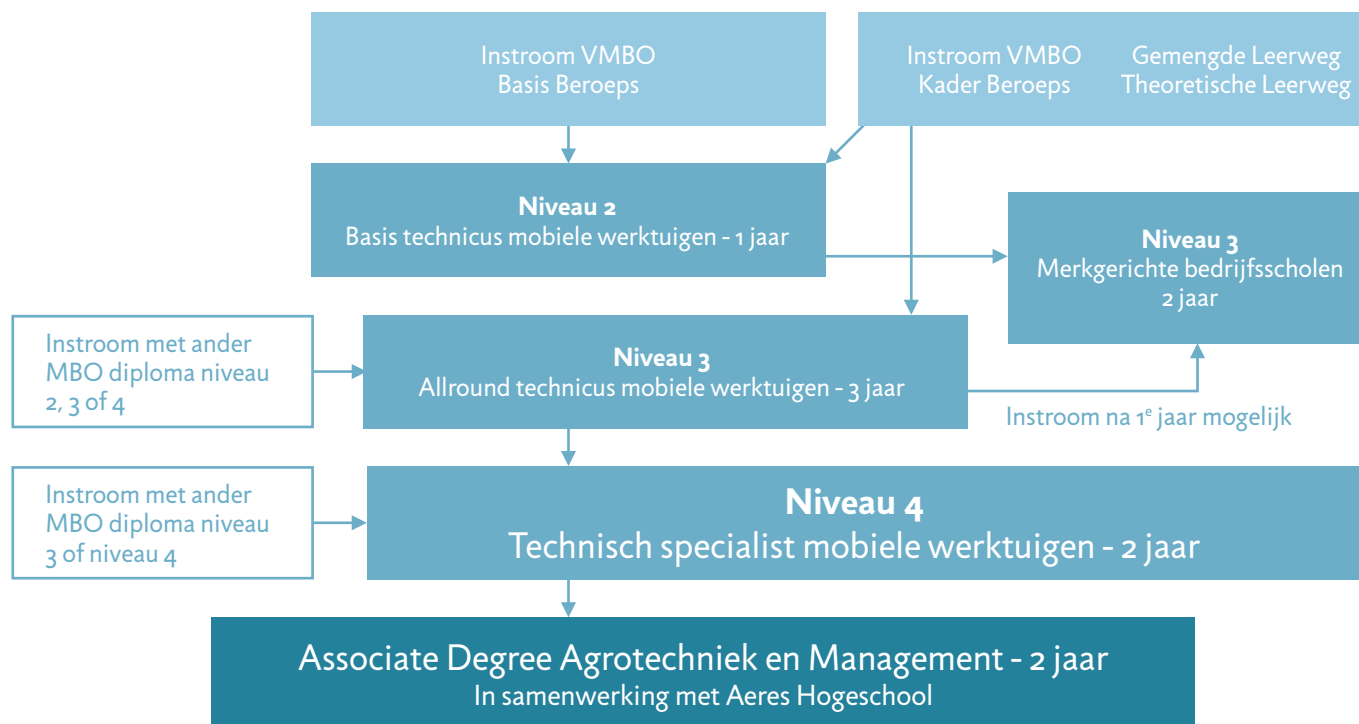 Instroom VMBO
Basis Beroeps
Instroom VMBO
Kader Beroeps
Gemengde Leerweg
Theoretische Leerweg
Niveau 2
Basis technicus mobiele werktuigen - 1 jaar
Niveau 3
Merkgerichte bedrijfsscholen
2 jaar
Instroom met ander
MBO diploma niveau
2, 3 of 4
Niveau 3
Allround technicus mobiele werktuigen - 3 jaar
Instroom na 1e jaar mogelijk
Instroom met ander
MBO diploma niveau
3 of niveau 4
Niveau 4
Technisch specialist mobiele werktuigen - 2 jaar
Associate Degree Agrotechniek en Management - 2 jaar
In samenwerking met Aeres Hogeschool